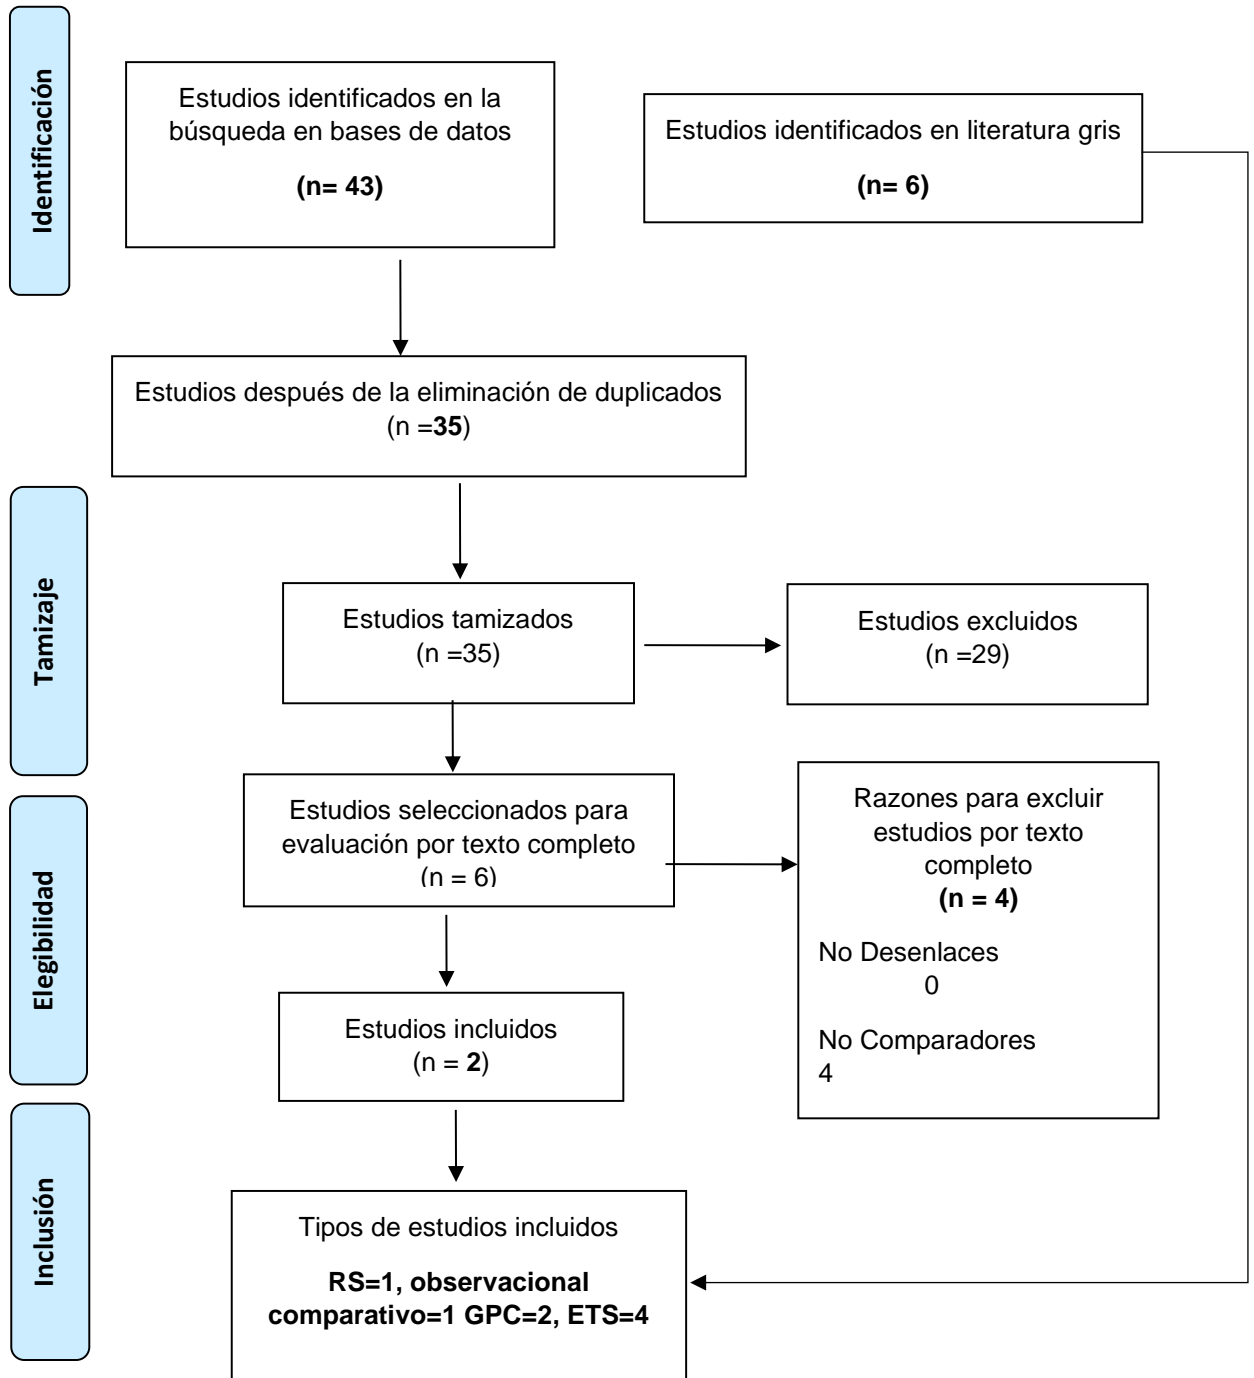 Identificación
Estudios identificados en la
búsqueda en bases de datos
(n= 43)
Estudios identificados en literatura gris
(n= 6)
Estudios después de la eliminación de duplicados
(n =35)
Tamizaje
Estudios tamizados
(n =35)
Estudios excluidos
(n =29)
Elegibilidad
Estudios seleccionados para
evaluación por texto completo
(n = 6)
Razones para excluir
estudios por texto
completo
(n = 4)
No Desenlaces
0
No Comparadores
4
Estudios incluidos
(n = 2)
Inclusión
Tipos de estudios incluidos
RS=1, observacional
comparativo=1 GPC=2, ETS=4